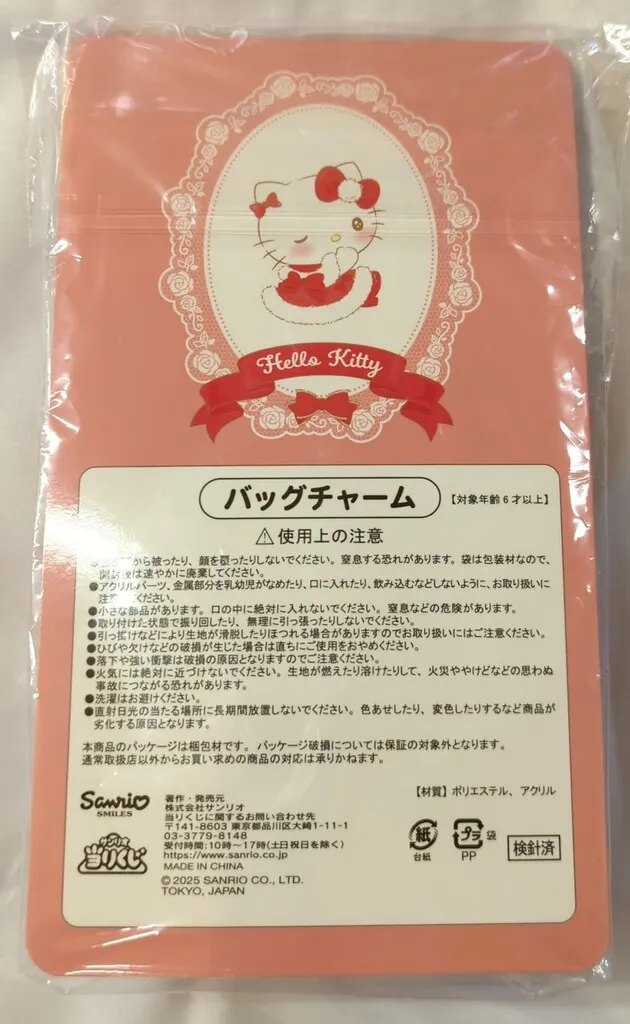 Hello Kitty
バッグチャーム 【対象年齢6才以上】
⚠使用上の注意
から被ったり、顔を覆ったりしないでください。窒息する恐れがあります。袋は包装材なので、
開封後は速やかに廃棄してください。
●アクリルパーツ、金属部分を乳幼児がなめたり、口に入れたり、飲み込むなどしないように、お取り扱いに
注意ください。
●小さな部品があります。口の中に絶対に入れないでください。窒息などの危険があります。
●取り付けた状態で振り回したり、無理に引っ張ったりしないでください。
●引っ掛けなどにより生地が滑脱したりほつれる場合がありますのでお取り扱いにはご注意ください。
●ひびや欠けなどの破損が生じた場合は直ちにご使用をおやめください。
●落下や強い衝撃は破損の原因となりますのでご注意ください。
●火気には絶対に近づけないでください。生地が燃えたり溶けたりして、火災ややけどなどの思わぬ
事故につながる恐れがあります。
●洗濯はお避けください。
●直射日光の当たる場所に長期間放置しないでください。色あせしたり、変色したりするなど商品が
劣化する原因となります。
本商品のパッケージは梱包材です。パッケージ破損については保証の対象外となります。
通常取扱店以外からお買い求めの商品の対応は承りかねます。
【材質】ポリエステル、アクリル
Sanrio
SMILES
サンリオ
当りくじ
著作・発売元
株式会社サンリオ
当りくじに関するお問い合わせ先
〒141-8603 東京都品川区大崎1-11-1
03-3779-8148
受付時間:10時〜17時(土日祝日を除く)
https://www.sanrio.co.jp
MADE IN CHINA
©2025 SANRIO CO., LTD.
TOKYO, JAPAN
紙
台紙
プラ 袋
PP
検針済